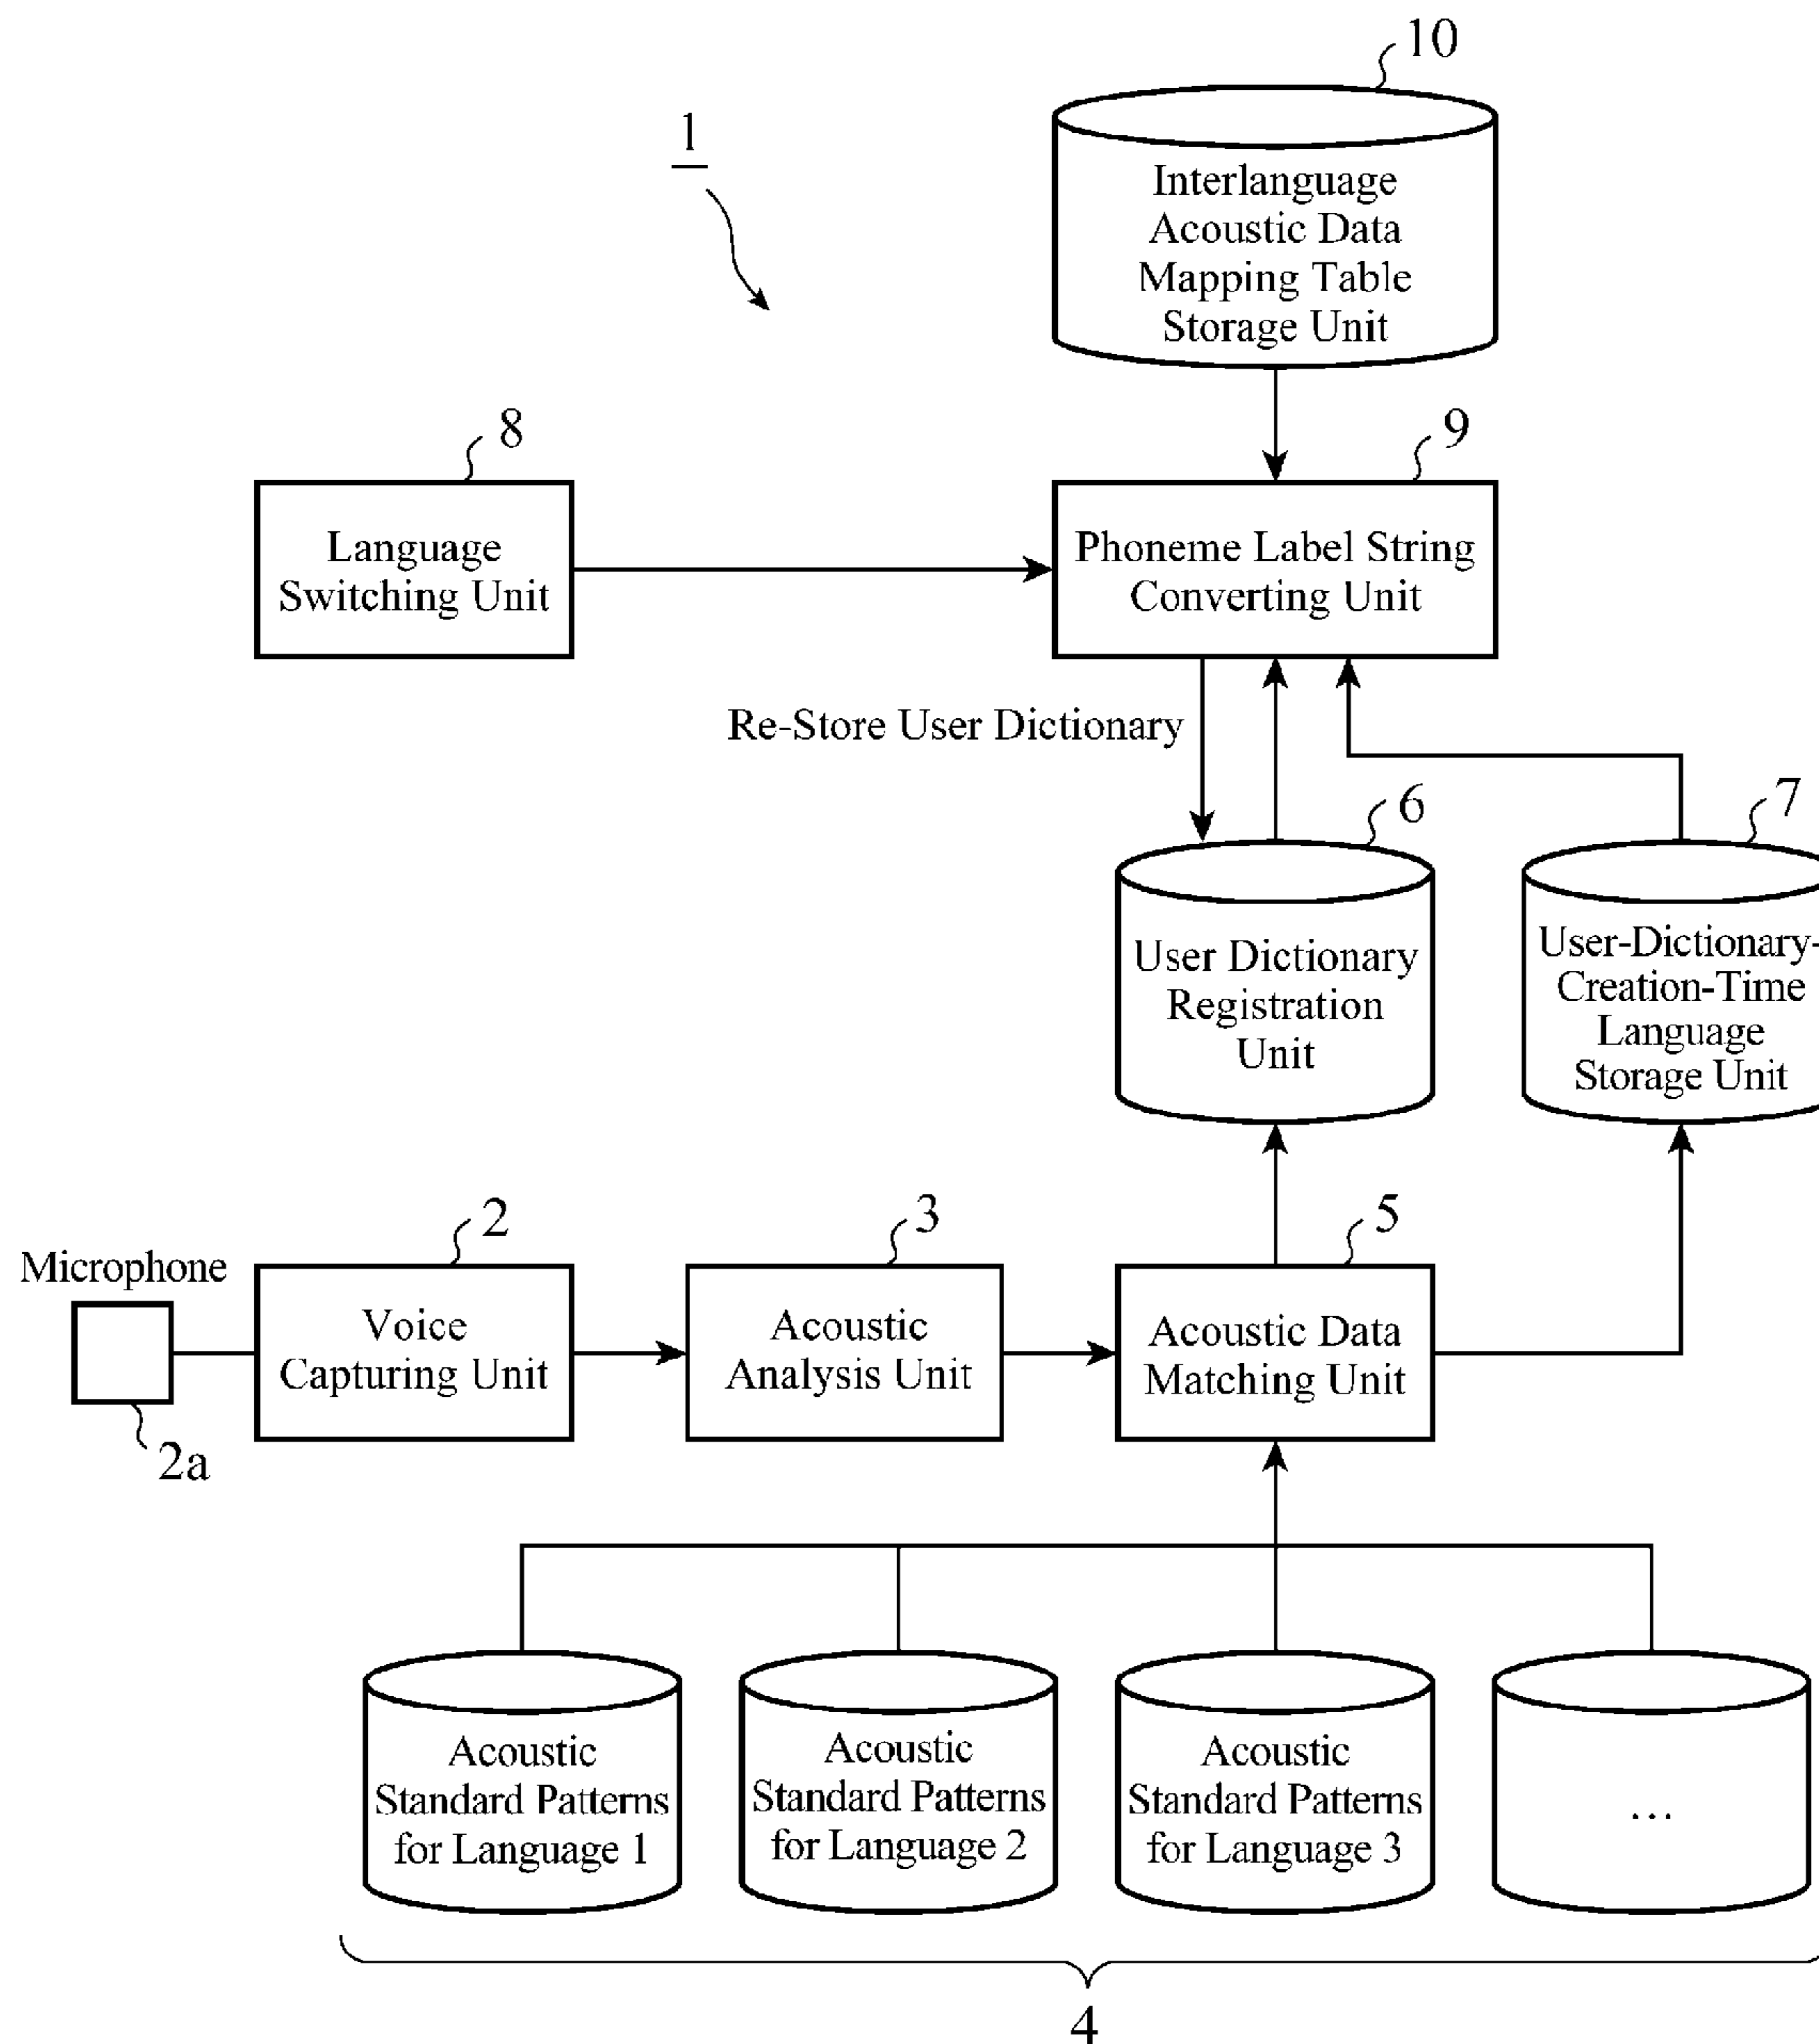 10
1
Interlanguage
Acoustic Data
Mapping Table
Storage Unit
8
9
Language
Switching Unit
Phoneme Label String
Converting Unit
Re-Store User Dictionary
6
7
User Dictionary
Registration
Unit
User-Dictionary-
Creation-Time
Language
Storage Unit
2
3
5
Microphone
Voice
Capturing Unit
Acoustic
Analysis Unit
Acoustic Data
Matching Unit
2a
Acoustic
Standard Patterns
for Language 1
Acoustic
Standard Patterns
for Language 2
Acoustic
Standard Patterns
for Language 3
...
4